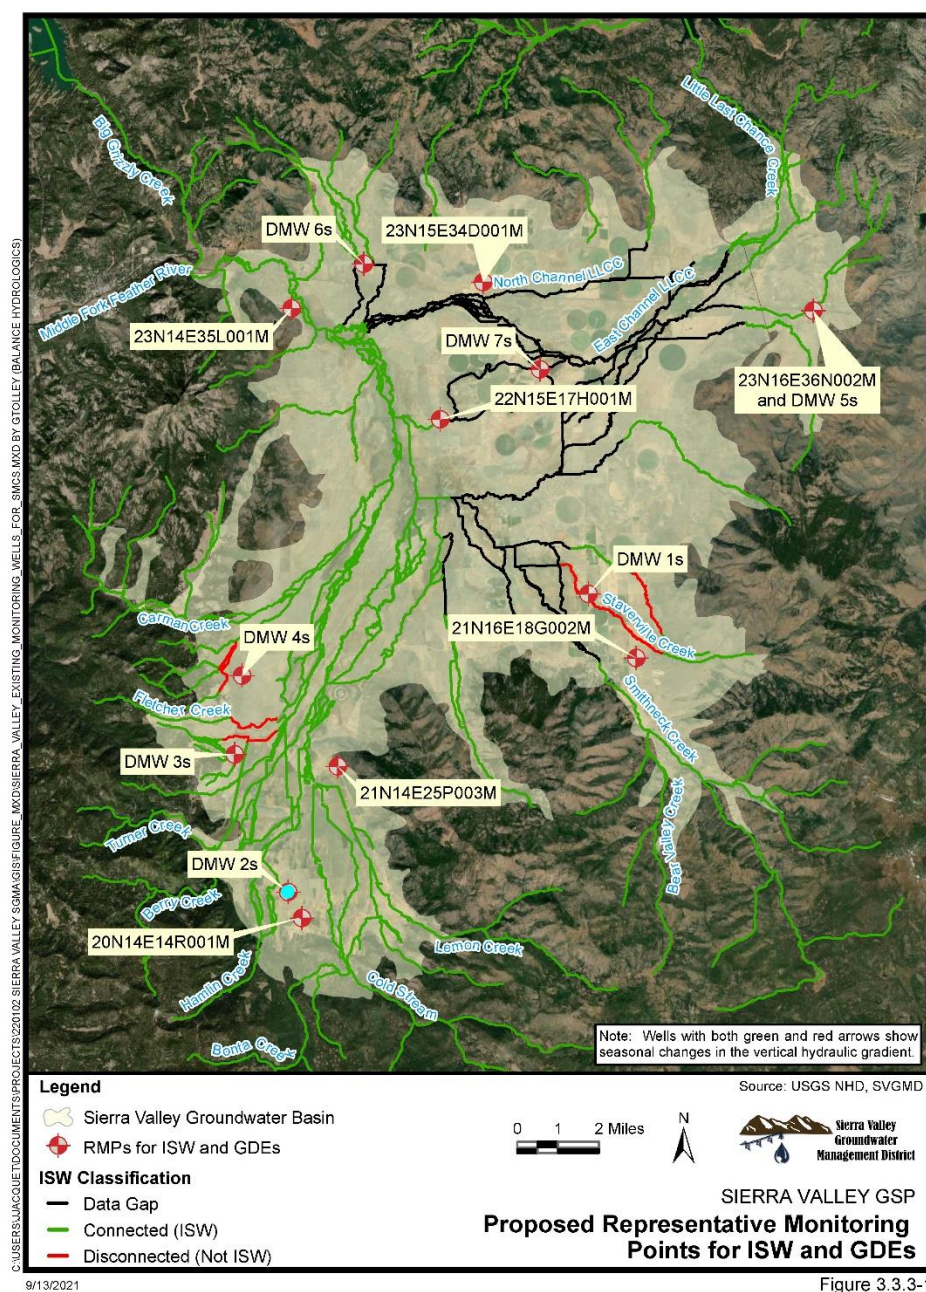 Big Grizzly Creek
Little Last Chance Creek
DMW 6s
23N15E34D001M
North Channel LLCC
East Channel LLCC
Middle Fork Feather River
23N14E35L001M
DMW 7s
22N15E17H001M
23N16E36N002M
and DMW 5s
DMW 1s
Staverville Creek
21N16E18G002M
Smithneck Creek
Carman Creek
DMW 4s
Fletcher Creek
DMW 3s
21N14E25P003M
Bear Valley Creek
Turner Creek
DMW 2s
Berry Creek
20N14E14R001M
Lemon Creek
Hamlin Creek
Cold Stream
Bonta Creek
Note: Wells with both green and red arrows show
seasonal changes in the vertical hydraulic gradient.
Legend
Sierra Valley Groundwater Basin
RMPs for ISW and GDEs
ISW Classification
Data Gap
Connected (ISW)
Disconnected (Not ISW)
0 1 2 Miles
N
Source: USGS NHD, SVGMD
Sierra Valley
Groundwater
Management District
SIERRA VALLEY GSP
Proposed Representative Monitoring
Points for ISW and GDEs
C:\USERS\JJACQUET\DOCUMENTS\PROJECTS\220102 SIERRA VALLEY SGMA\GIS\FIGURE_MXD\SIERRA_VALLEY_EXISTING_MONITORING_WELLS_FOR_SMCS.MXD BY GTOLLEY (BALANCE HYDROLOGICS)
9/13/2021
Figure 3.3.3-1